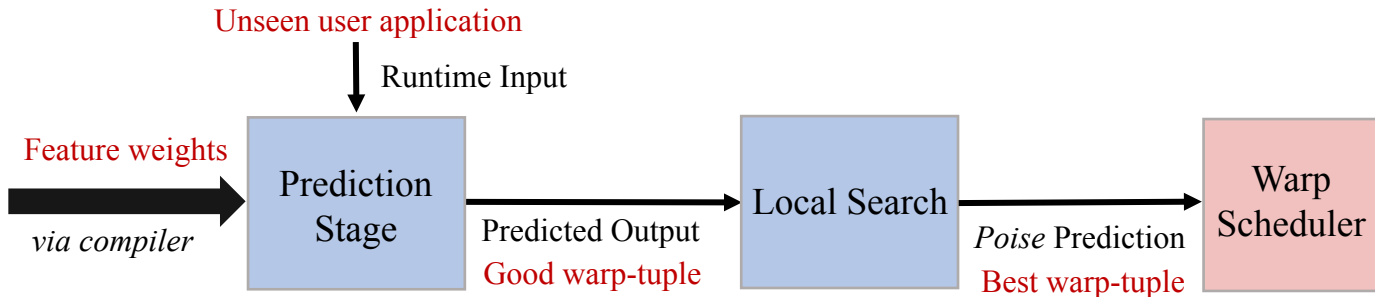 Unseen user application
Runtime Input
Feature weights
via compiler
Prediction
Stage
Predicted Output
Good warp-tuple
Local Search
Poise Prediction
Best warp-tuple
Warp
Scheduler